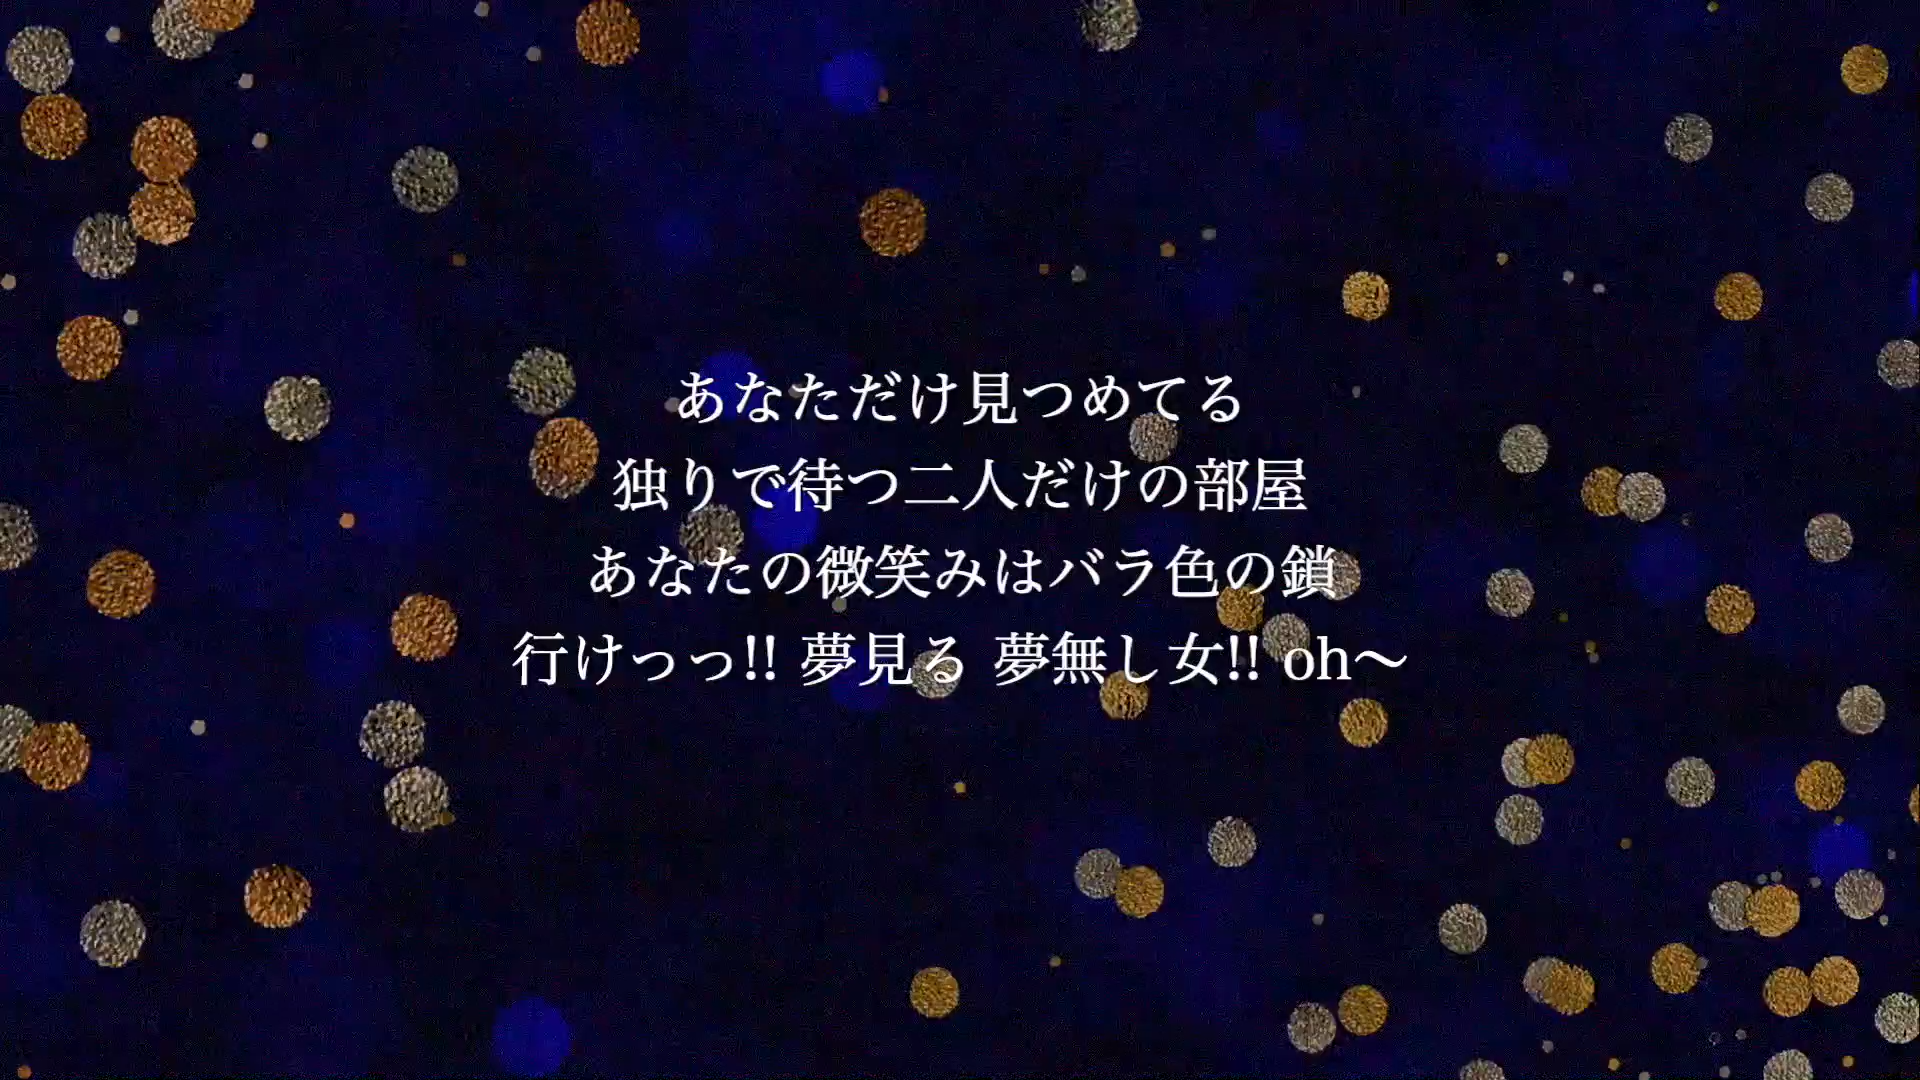 あなただけ見つめてる
独りで待つ二人だけの部屋
あなたの微笑みはバラ色の鎖
行けっっ!! 夢見る 夢無し女!! oh〜